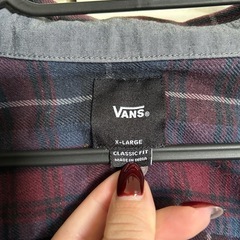 VANS®
X-LARGE
CLASSIC FIT
MADE IN INDIA